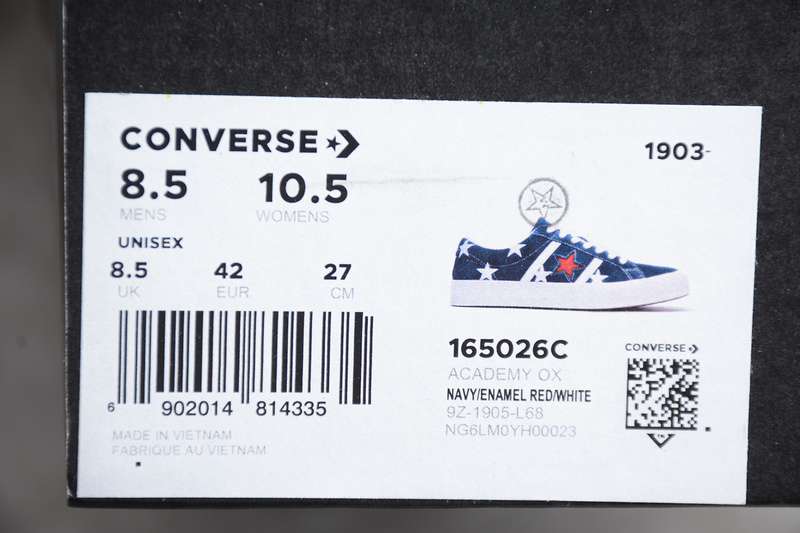 CONVERSE
1903-
8.5 10.5
MENS WOMENS
UNISEX
8.5 42 27
UK EUR CM
6 902014 814335
MADE IN VIETNAM
FABRIQUE AU VIETNAM
165026C
ACADEMY OX
NAVY/ENAMEL RED/WHITE
9Z-1905-L68
NG6LM0YH00023
CONVERSE